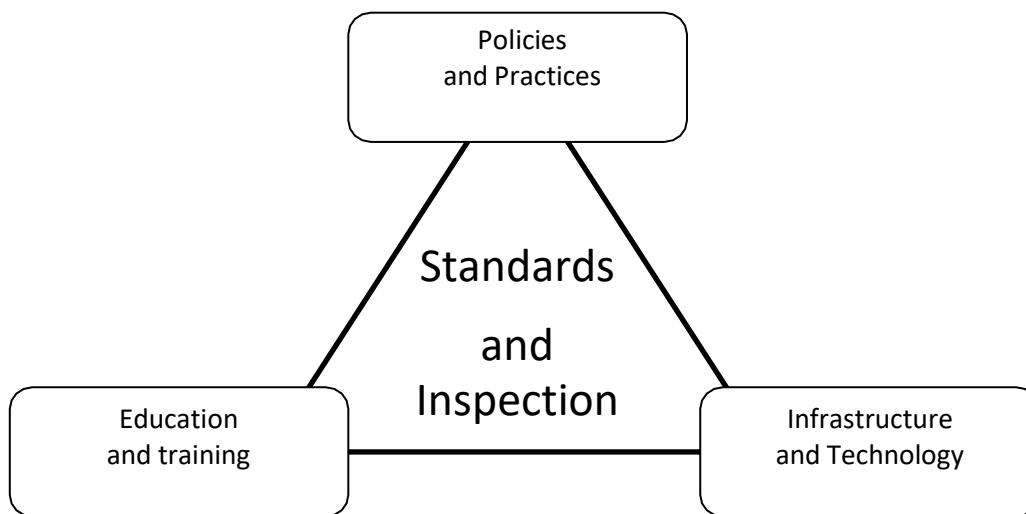 Policies
and Practices
Standards
and
Inspection
Education
and training
Infrastructure
and Technology